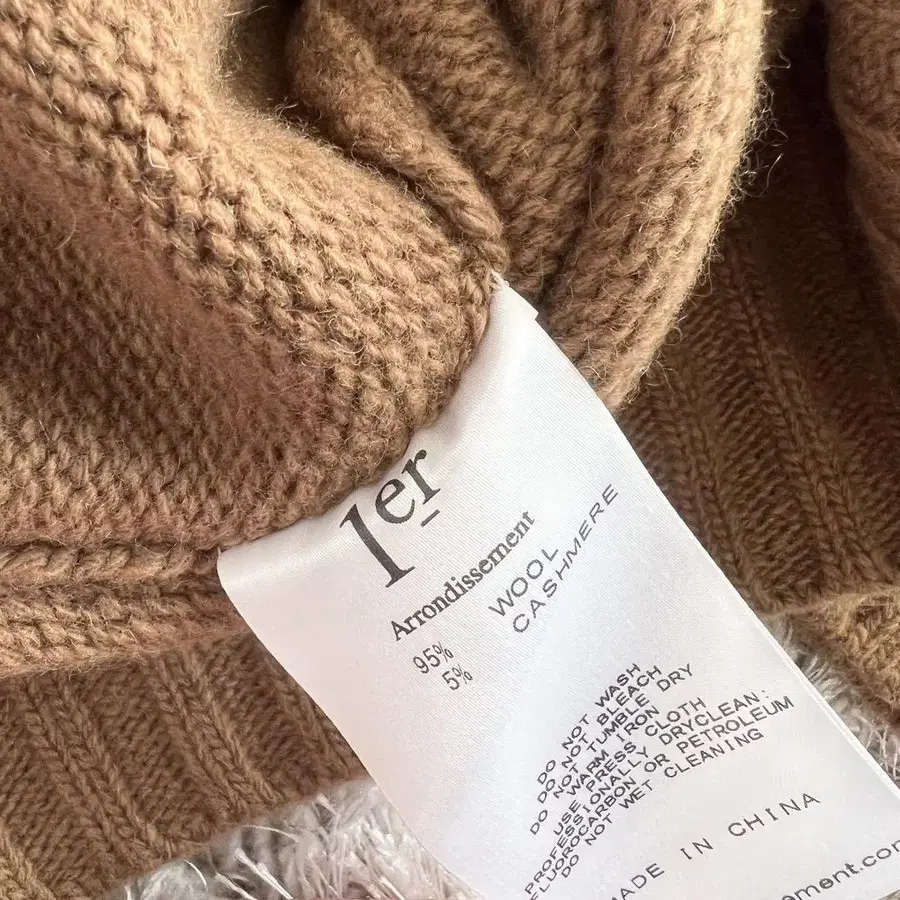 1er
Arrondissement
95% WOOL
5% CASHMERE
DO NOT WASH
DO NOT BLEACH
DO NOT TUMBLE DRY
WARM IRON
USE PRESS CLOTH
PROFESSIONALLY DRYCLEAN:
FLUOROCARBON OR PETROLEUM
DO NOT WET CLEANING
MADE IN CHINA